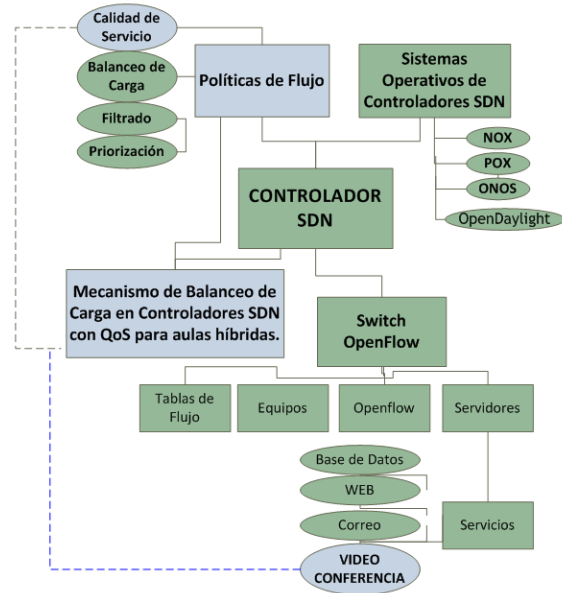 Calidad de
Servicio
Balanceo de
Carga
Filtrado
Priorización
Políticas de Flujo
Sistemas
Operativos de
Controladores SDN
NOX
POX
ONOS
OpenDaylight
CONTROLADOR
SDN
Mecanismo de Balanceo de
Carga en Controladores SDN
con QoS para aulas híbridas.
Switch
OpenFlow
Tablas de
Flujo
Equipos
Openflow
Servidores
Base de Datos
WEB
Correo
Servicios
VIDEO
CONFERENCIA